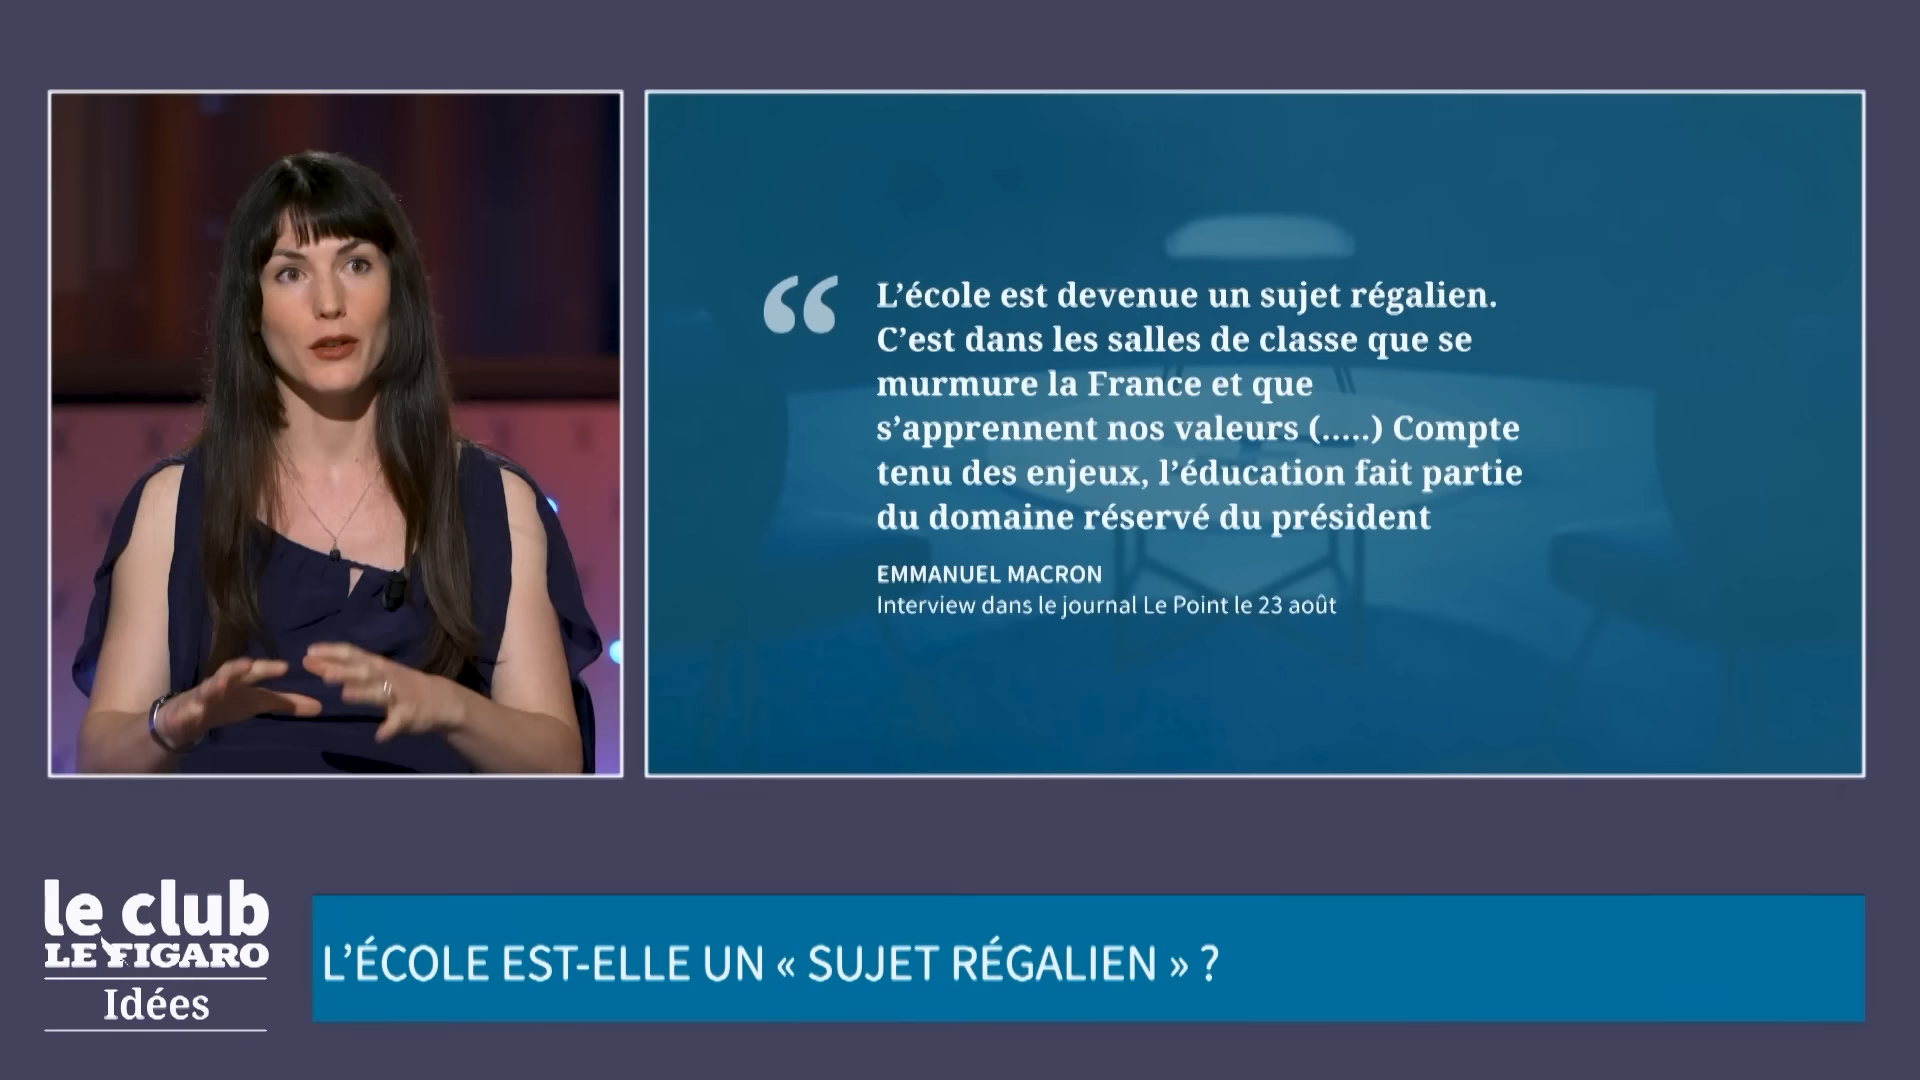 “
L’école est devenue un sujet régalien.
C’est dans les salles de classe que se
murmure la France et que
s’apprennent nos valeurs (.....) Compte
tenu des enjeux, l’éducation fait partie
du domaine réservé du président
EMMANUEL MACRON
Interview dans le journal Le Point le 23 août
le club
LE FIGARO
Idées
L’ÉCOLE EST-ELLE UN « SUJET RÉGALIEN » ?